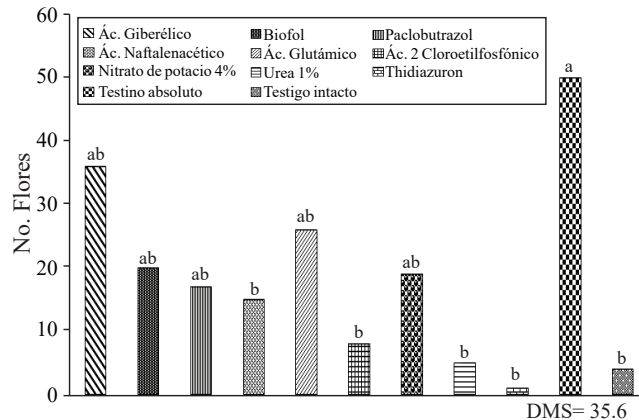 60
50
40
30
20
10
0
No. Flores
Ác. Giberélico Biofol Paclobutrazol
Ác. Naftalenacético Ác. Glutámico Ác. 2 Cloroetilfosfónico
Nitrato de potacio 4% Urea 1% Thidiazuron
Testino absoluto Testigo intacto
ab
ab
ab
b
ab
b
ab
b
b
a
b
DMS= 35.6